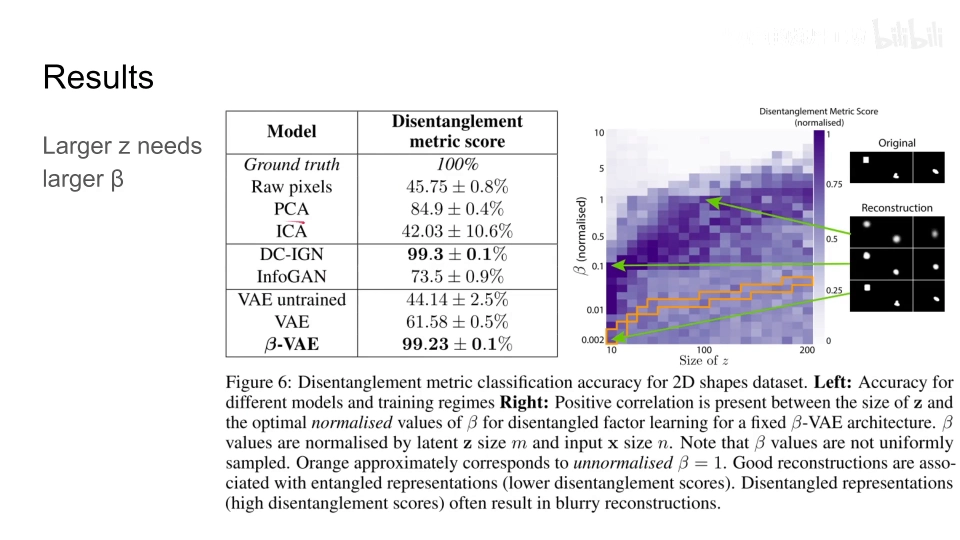 bilibili
Results
Larger z needs
larger β
Model
Disentanglement
metric score
Ground truth 100%
Raw pixels 45.75 ± 0.8%
PCA 84.9 ± 0.4%
ICA 42.03 ± 10.6%
DC-IGN 99.3 ± 0.1%
InfoGAN 73.5 ± 0.9%
VAE untrained 44.14 ± 2.5%
VAE 61.58 ± 0.5%
β-VAE 99.23 ± 0.1%
Disentanglement Metric Score
(normalised)
10
5
1
0.5
0.1
0.01
0.002
β (normalised)
10 100 200
Size of z
1
0.75
0.5
0.25
0
Original
Reconstruction
Figure 6: Disentanglement metric classification accuracy for 2D shapes dataset. Left: Accuracy for
different models and training regimes Right: Positive correlation is present between the size of z and
the optimal normalised values of β for disentangled factor learning for a fixed β-VAE architecture. β
values are normalised by latent z size m and input x size n. Note that β values are not uniformly
sampled. Orange approximately corresponds to unnormalised β = 1. Good reconstructions are asso-
ciated with entangled representations (lower disentanglement scores). Disentangled representations
(high disentanglement scores) often result in blurry reconstructions.